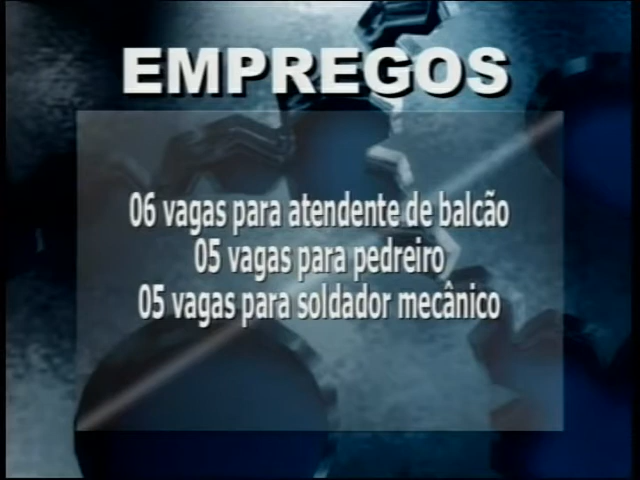 EMPREGOS
06 vagas para atendente de balcão
05 vagas para pedreiro
05 vagas para soldador mecânico